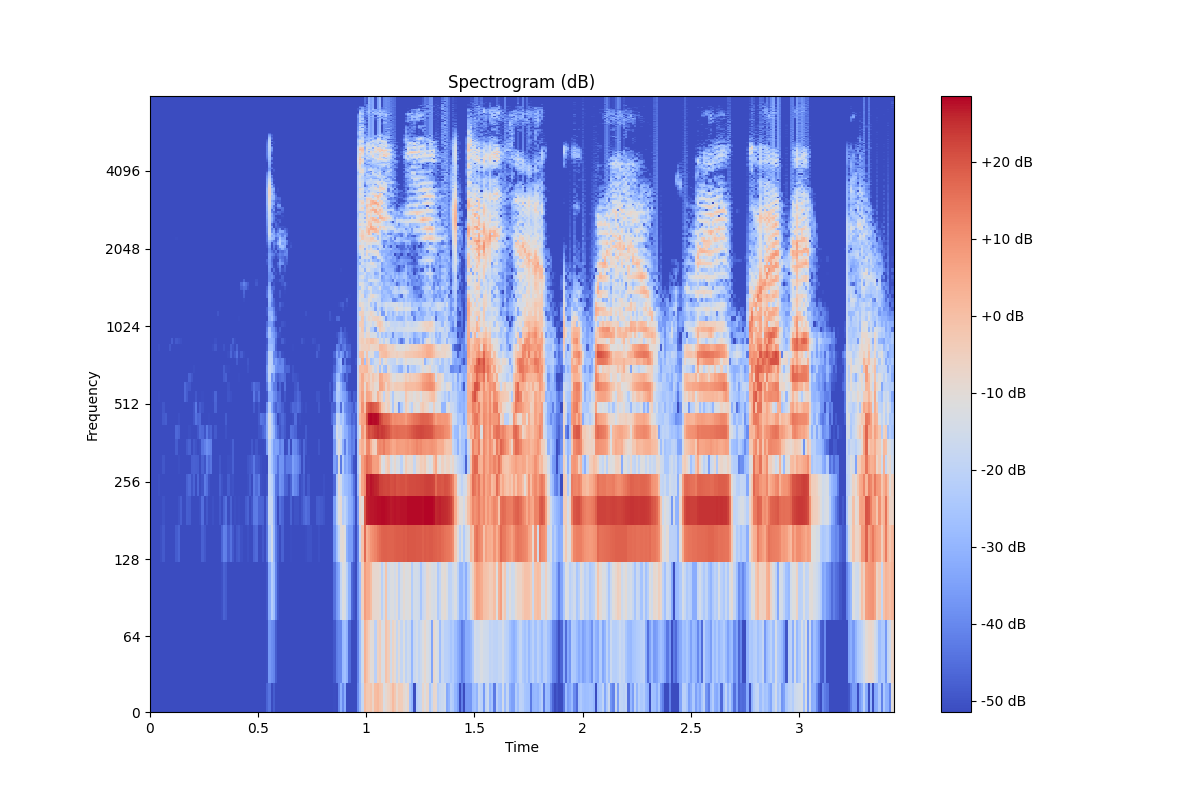 Spectrogram (dB)
Frequency
4096
2048
1024
512
256
128
64
0
0
0.5
1
1.5
2
2.5
3
Time
+20 dB
+10 dB
+0 dB
-10 dB
-20 dB
-30 dB
-40 dB
-50 dB